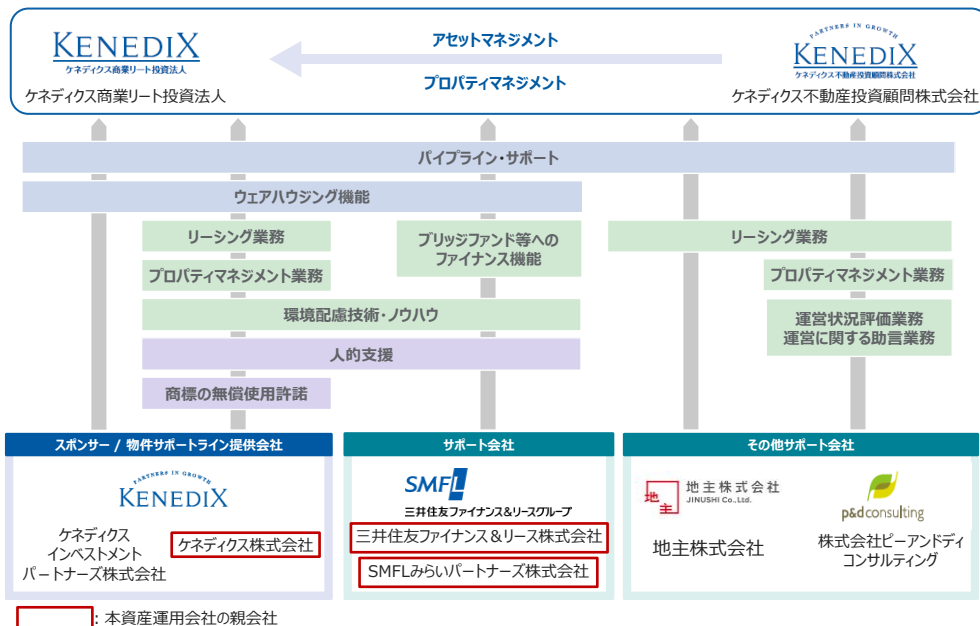 KENEDIX
ケネディクス商業リート投資法人
ケネディクス商業リート投資法人
アセットマネジメント
プロパティマネジメント
PARTNERS IN GROWTH
KENEDIX
ケネディクス不動産投資顧問株式会社
ケネディクス不動産投資顧問株式会社
パイプライン・サポート
ウェアハウジング機能
リーシング業務
ブリッジファンド等への
ファイナンス機能
リーシング業務
プロパティマネジメント業務
プロパティマネジメント業務
環境配慮技術・ノウハウ
運営状況評価業務
運営に関する助言業務
人的支援
商標の無償使用許諾
スポンサー / 物件サポートライン提供会社
PARTNERS IN GROWTH
KENEDIX
ケネディクス
インベストメント
パートナーズ株式会社
ケネディクス株式会社
サポート会社
SMFL
三井住友ファイナンス&リースグループ
三井住友ファイナンス&リース株式会社
SMFLみらいパートナーズ株式会社
その他サポート会社
地主
地主株式会社
JINUSHI Co.,Ltd.
地主株式会社
p&dconsulting
株式会社ピーアンドディ
コンサルティング
: 本資産運用会社の親会社